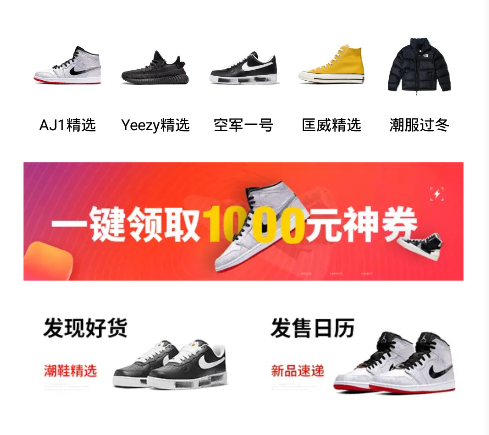 AJ1精选
Yeezy精选
空军一号
匡威精选
潮服过冬
一键领取1000元神券
发现好货
发售日历
潮鞋精选
新品速递